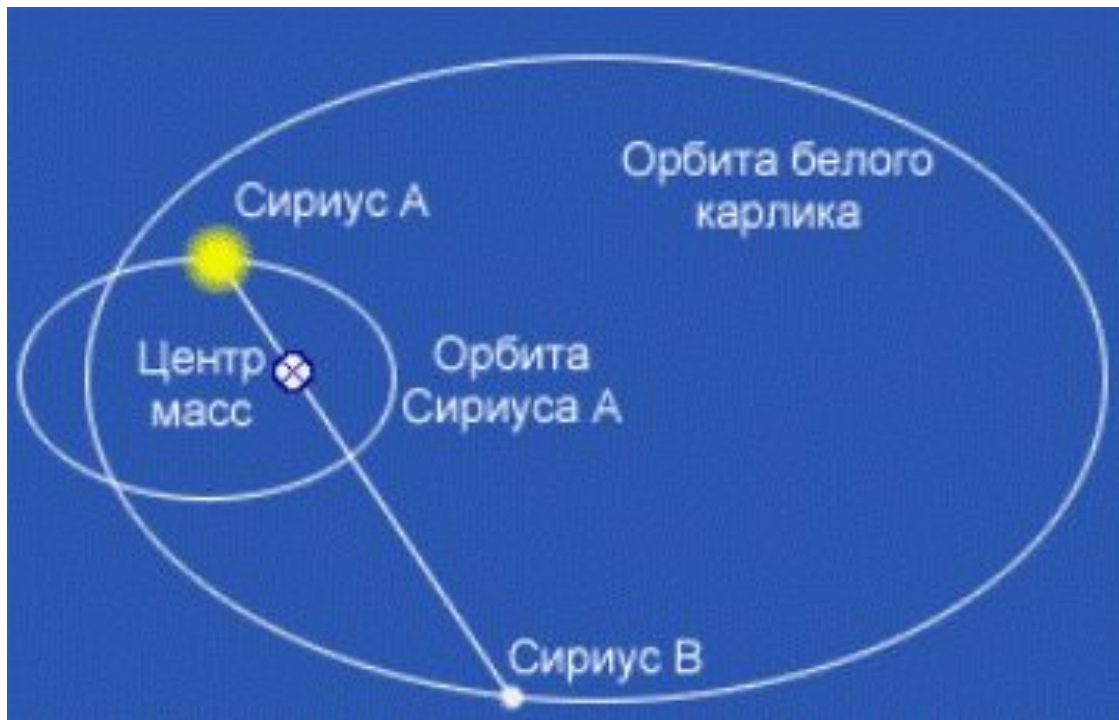 Орбита белого
карлика
Сириус А
Центр
масс
Орбита
Сириуса А
Сириус В